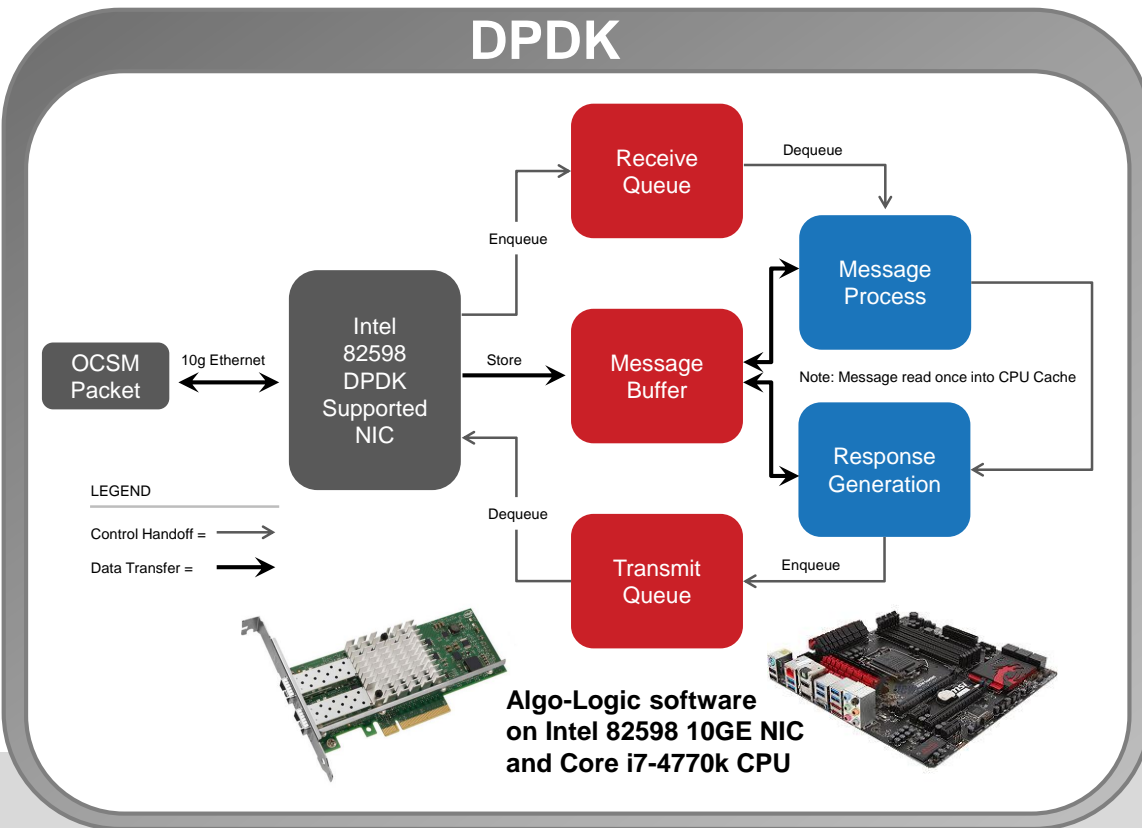 DPDK
Receive
Queue
Dequeue
Enqueue
Message
Process
Intel
82598
DPDK
Supported
NIC
OCSM
Packet
10g Ethernet
Store
Message
Buffer
Note: Message read once into CPU Cache
Response
Generation
LEGEND
Control Handoff =
Data Transfer =
Dequeue
Transmit
Queue
Enqueue
Algo-Logic software
on Intel 82598 10GE NIC
and Core i7-4770k CPU